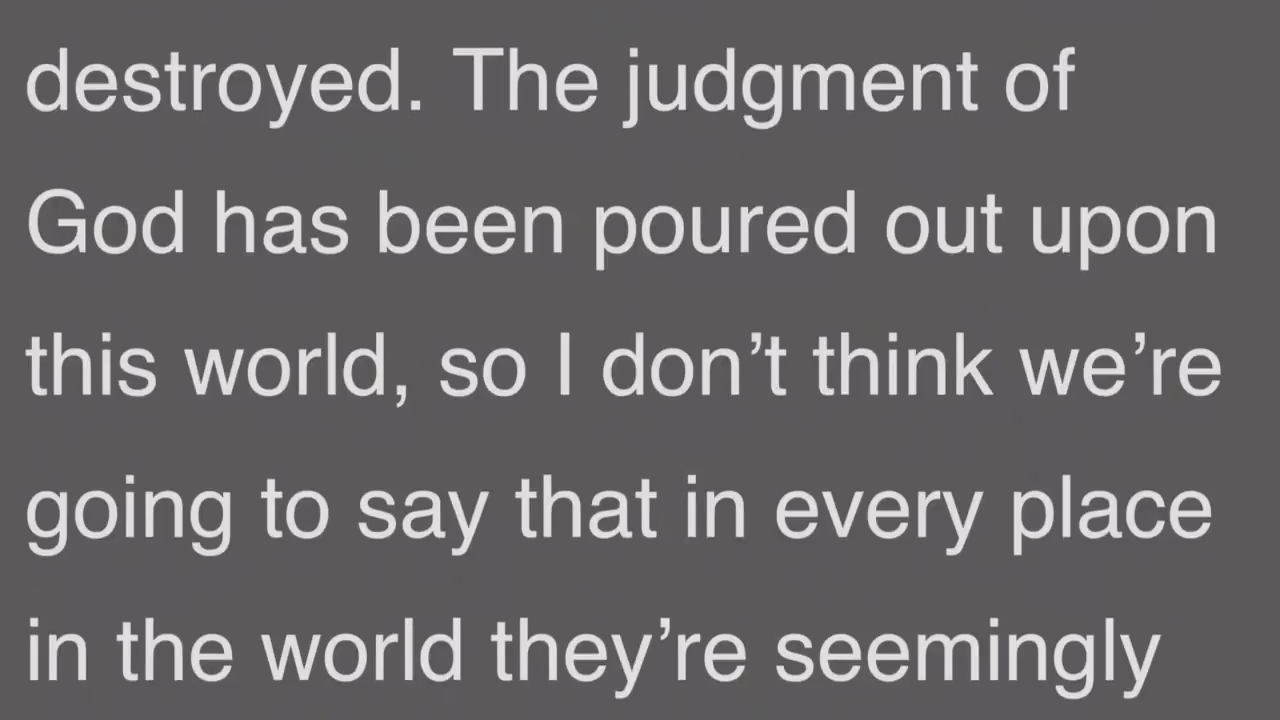 destroyed. The judgment of
God has been poured out upon
this world, so I don’t think we’re
going to say that in every place
in the world they’re seemingly